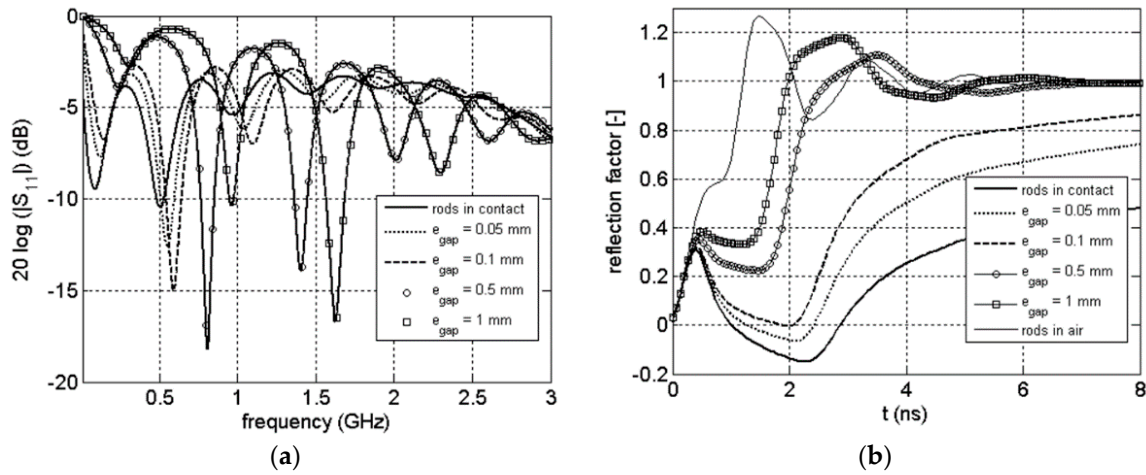 20 log (|S11|) (dB)
0
-5
-10
-15
-20
0.5
1
1.5
2
2.5
3
frequency (GHz)
rods in contact
egap = 0.05 mm
egap = 0.1 mm
egap = 0.5 mm
egap = 1 mm
(a)
reflection factor [-]
1.2
1
0.8
0.6
0.4
0.2
0
-0.2
0
2
4
6
8
t (ns)
rods in contact
egap = 0.05 mm
egap = 0.1 mm
egap = 0.5 mm
egap = 1 mm
rods in air
(b)